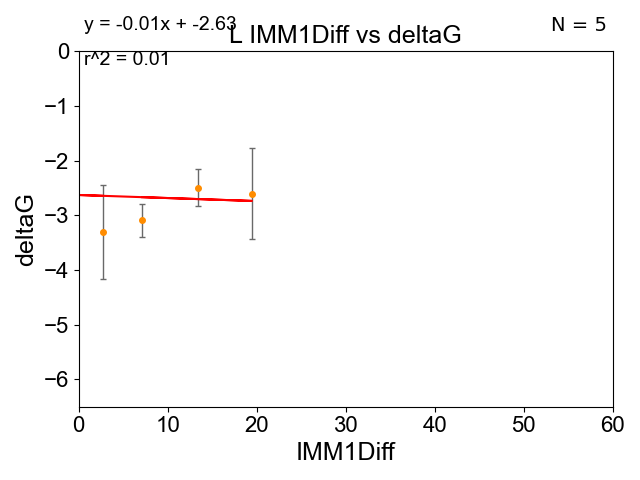 y = -0.01x + -2.63
N = 5
L IMM1Diff vs deltaG
r^2 = 0.01
0
−1
−2
−3
−4
−5
−6
deltaG
0 10 20 30 40 50 60
IMM1Diff